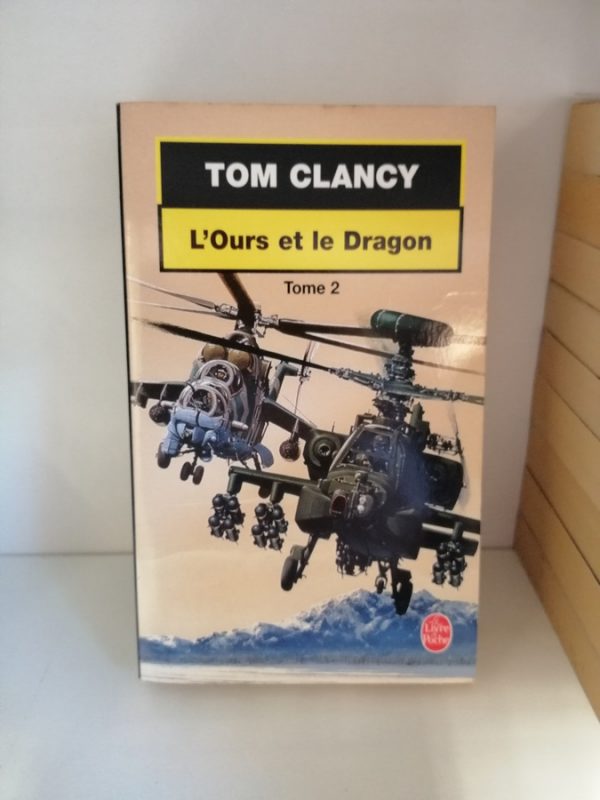 TOM CLANCY
L'Ours et le Dragon
Tome 2
Le
Livre
de
Poche